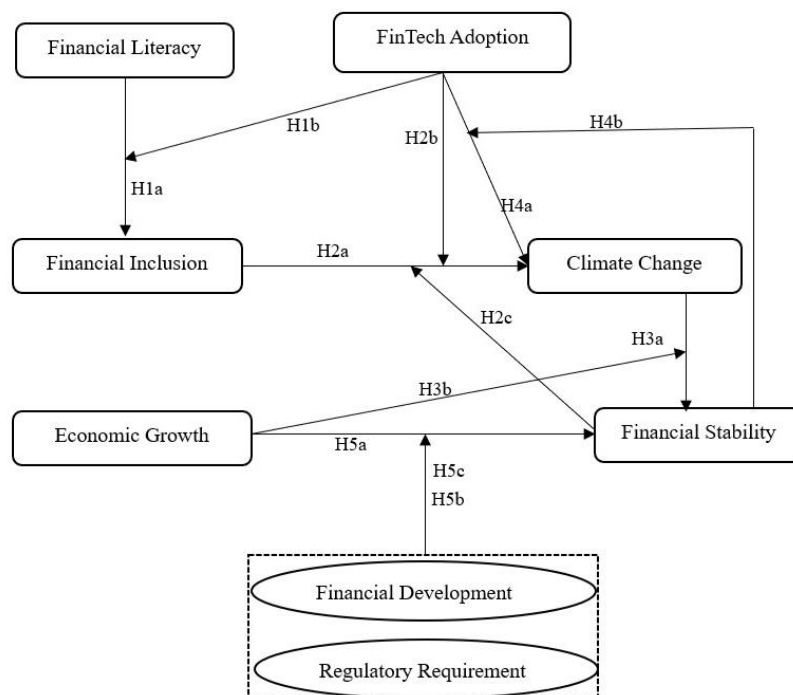 Financial Literacy
FinTech Adoption
H1b
H2b
H4b
H1a
H4a
Financial Inclusion
H2a
Climate Change
H2c
H3a
H3b
Economic Growth
Financial Stability
H5a
H5c
H5b
Financial Development
Regulatory Requirement